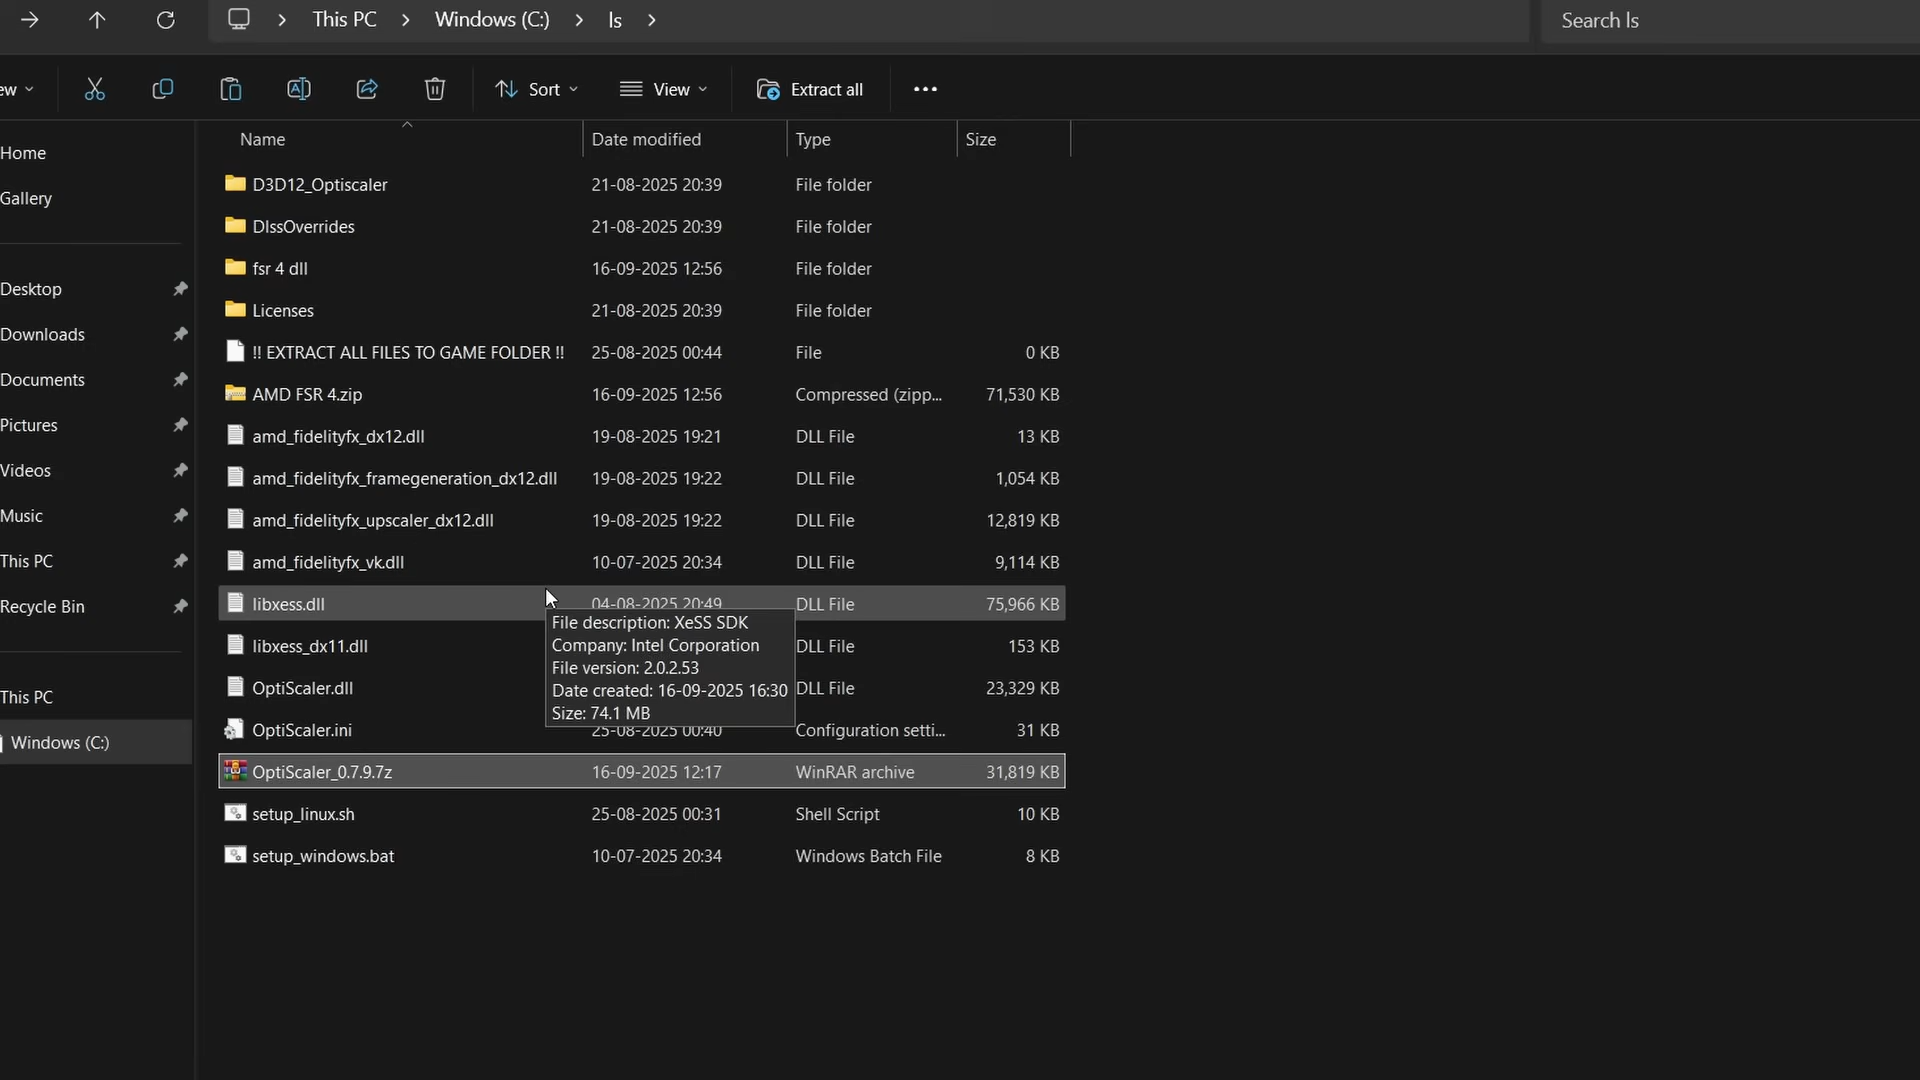 This PC > Windows (C:) > ls >
Search ls
ew
Sort
View
Extract all
Home
Gallery
Desktop
Downloads
Documents
Pictures
Videos
Music
This PC
Recycle Bin
This PC
Windows (C:)
Name Date modified Type Size
D3D12_Optiscaler 21-08-2025 20:39 File folder
DlssOverrides 21-08-2025 20:39 File folder
fsr 4 dll 16-09-2025 12:56 File folder
Licenses 21-08-2025 20:39 File folder
!! EXTRACT ALL FILES TO GAME FOLDER !! 25-08-2025 00:44 File 0 KB
AMD FSR 4.zip 16-09-2025 12:56 Compressed (zipp... 71,530 KB
amd_fidelityfx_dx12.dll 19-08-2025 19:21 DLL File 13 KB
amd_fidelityfx_framegeneration_dx12.dll 19-08-2025 19:22 DLL File 1,054 KB
amd_fidelityfx_upscaler_dx12.dll 19-08-2025 19:22 DLL File 12,819 KB
amd_fidelityfx_vk.dll 10-07-2025 20:34 DLL File 9,114 KB
libxess.dll 04-08-2025 20:49 DLL File 75,966 KB
File description: XeSS SDK
Company: Intel Corporation
File version: 2.0.2.53
Date created: 16-09-2025 16:30
Size: 74.1 MB
libxess_dx11.dll DLL File 153 KB
OptiScaler.dll DLL File 23,329 KB
OptiScaler.ini 25-08-2025 00:40 Configuration setti... 31 KB
OptiScaler_0.7.9.7z 16-09-2025 12:17 WinRAR archive 31,819 KB
setup_linux.sh 25-08-2025 00:31 Shell Script 10 KB
setup_windows.bat 10-07-2025 20:34 Windows Batch File 8 KB